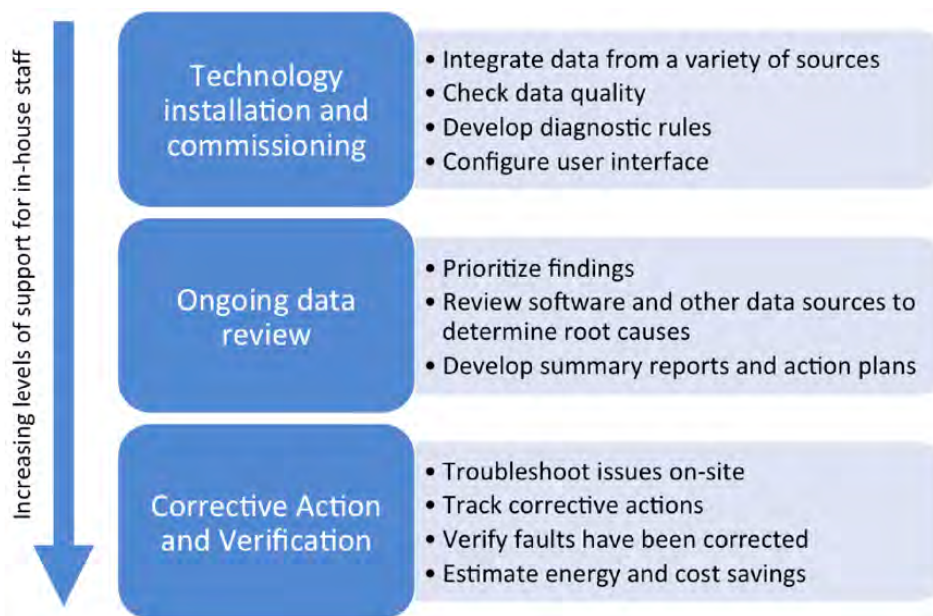 Increasing levels of support for in-house staff
Technology
installation and
commissioning
• Integrate data from a variety of sources
• Check data quality
• Develop diagnostic rules
• Configure user interface
Ongoing data
review
• Prioritize findings
• Review software and other data sources to
determine root causes
• Develop summary reports and action plans
Corrective Action
and Verification
• Troubleshoot issues on-site
• Track corrective actions
• Verify faults have been corrected
• Estimate energy and cost savings